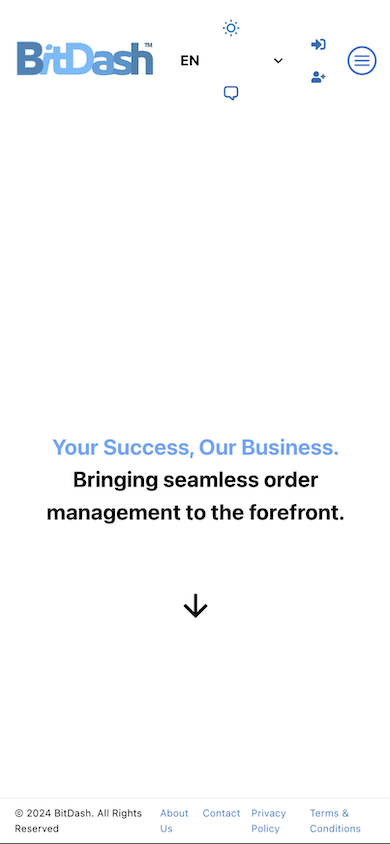 BitDash™
EN
Your Success, Our Business.
Bringing seamless order
management to the forefront.
© 2024 BitDash. All Rights
Reserved
About
Us
Contact
Privacy
Policy
Terms &
Conditions